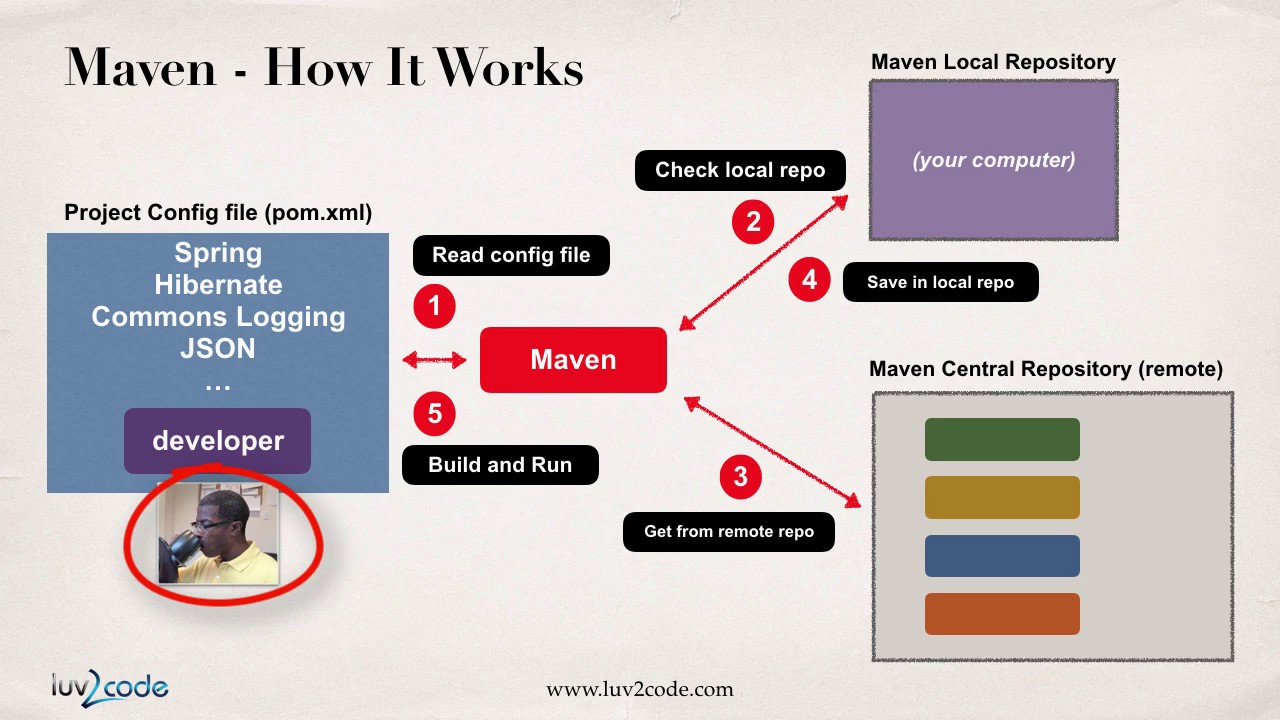 Maven - How It Works
Maven Local Repository
(your computer)
Check local repo
2
4
Save in local repo
Project Config file (pom.xml)
Spring
Hibernate
Commons Logging
JSON
…
developer
Read config file
1
Maven
5
Build and Run
3
Get from remote repo
Maven Central Repository (remote)
luv2code
www.luv2code.com